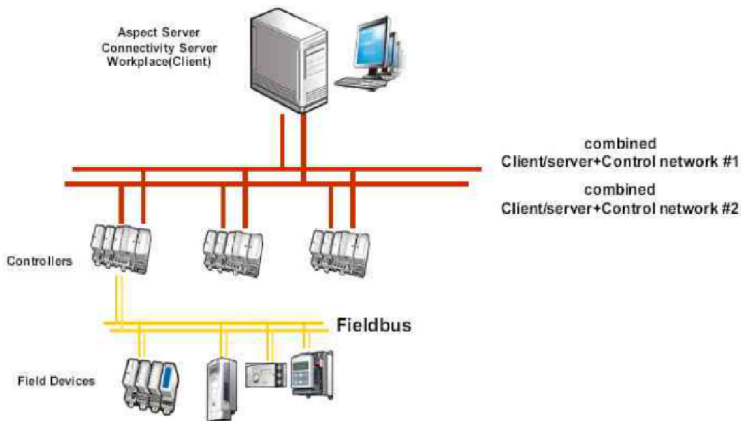 Aspect Server
Connectivity Server
Workplace(Client)
combined
Client/server+Control network #1
combined
Client/server+Control network #2
Controllers
Fieldbus
Field Devices